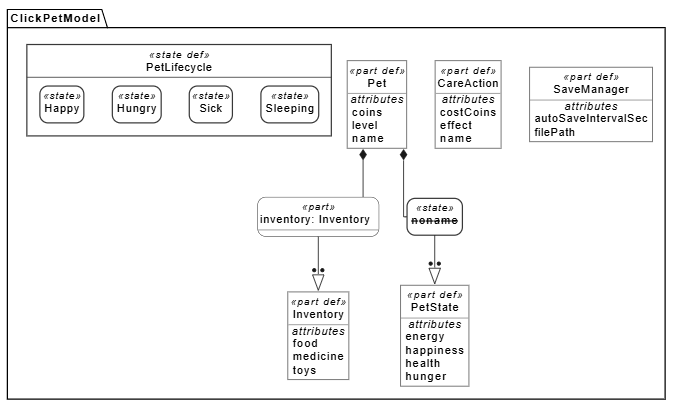 ClickPetModel
«state def»
PetLifecycle
«state»
Happy
«state»
Hungry
«state»
Sick
«state»
Sleeping
«part def»
Pet
attributes
coins
level
name
«part def»
CareAction
attributes
costCoins
effect
name
«part def»
SaveManager
attributes
autoSaveIntervalSec
filePath
«part»
inventory: Inventory
«state»
noname
«part def»
Inventory
attributes
food
medicine
toys
«part def»
PetState
attributes
energy
happiness
health
hunger